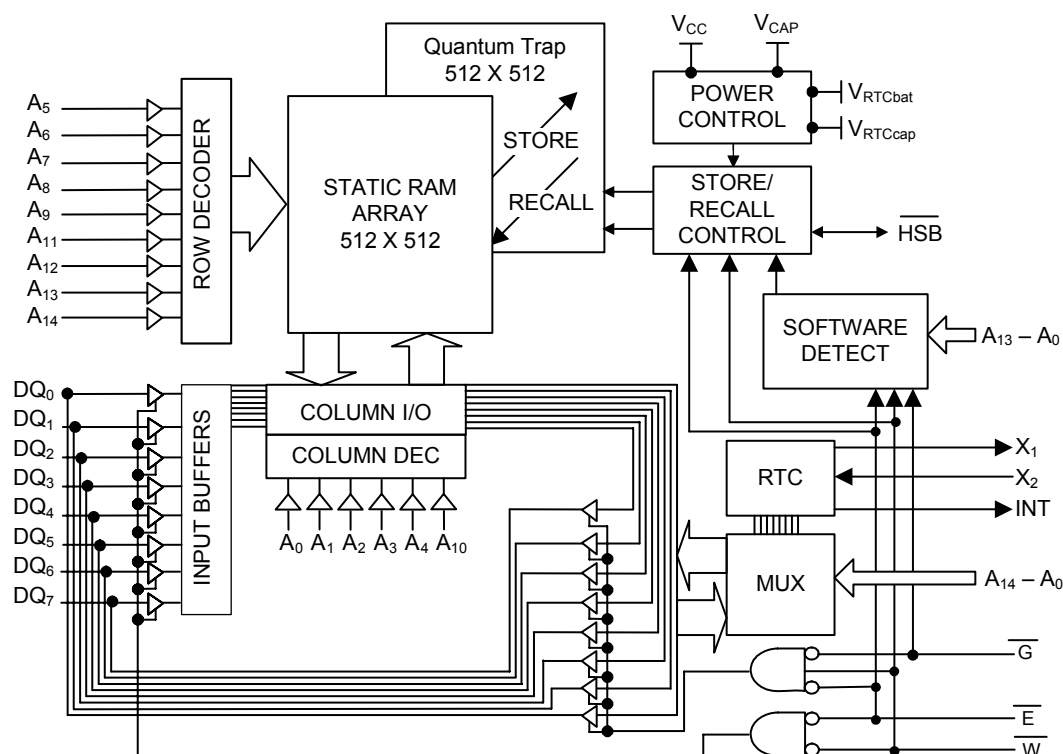 V_CC
V_CAP
Quantum Trap
512 X 512
POWER
CONTROL
V_RTCbat
V_RTCcap
A_5
A_6
A_7
A_8
A_9
A_11
A_12
A_13
A_14
ROW DECODER
STORE
RECALL
STATIC RAM
ARRAY
512 X 512
STORE/
RECALL
CONTROL
HSB
SOFTWARE
DETECT
A_13 – A_0
DQ_0
DQ_1
DQ_2
DQ_3
DQ_4
DQ_5
DQ_6
DQ_7
INPUT BUFFERS
COLUMN I/O
COLUMN DEC
A_0
A_1
A_2
A_3
A_4
A_10
RTC
X_1
X_2
INT
MUX
A_14 – A_0
G
E
W